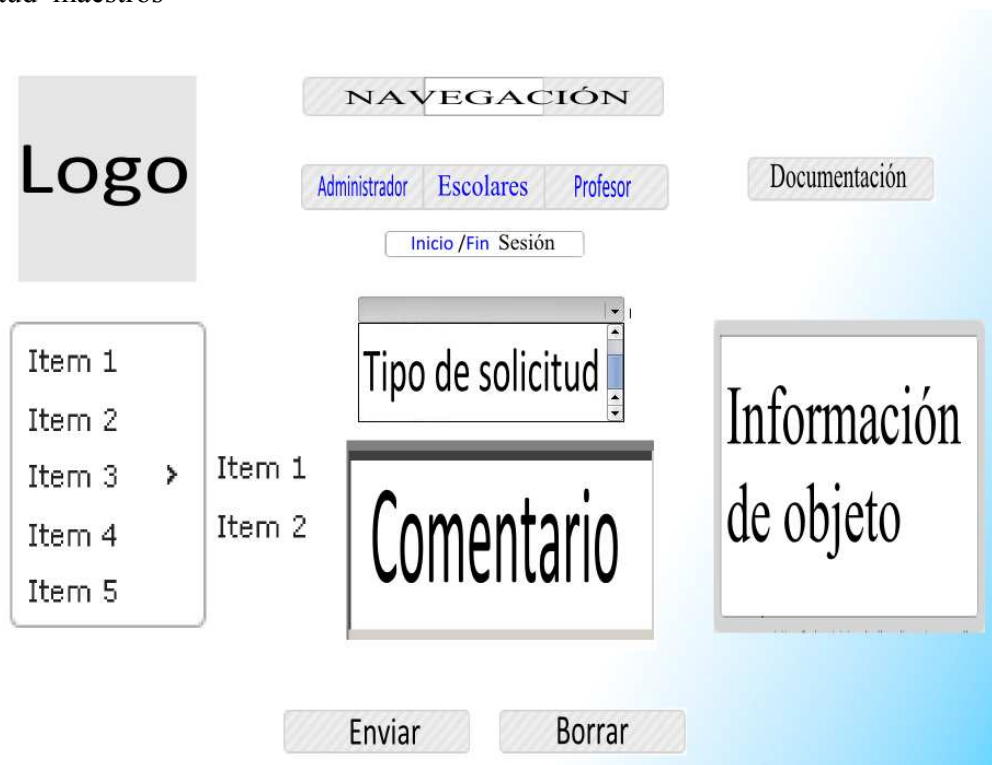 maestros
NAVEGACIÓN
Logo
Administrador Escolares Profesor
Documentación
Inicio /Fin Sesión
Tipo de solicitud
Item 1
Item 2
Item 3 >
Item 4
Item 5
Item 1
Item 2
Comentario
Información
de objeto
Enviar Borrar